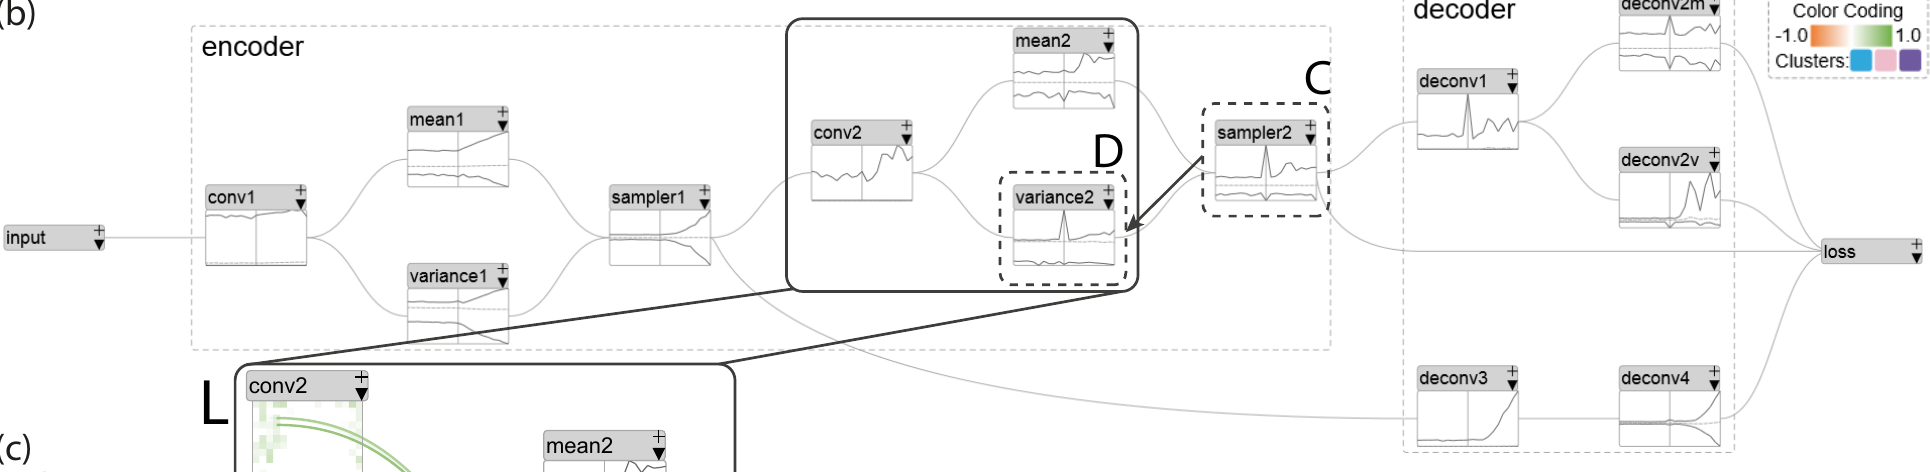 (b)
encoder
input
conv1
mean1
variance1
sampler1
conv2
mean2
D
variance2
C
sampler2
decoder
deconv1
deconv2m
deconv2v
deconv3
deconv4
loss
Color Coding
-1.0 1.0
Clusters:
L
conv2
mean2
(c)